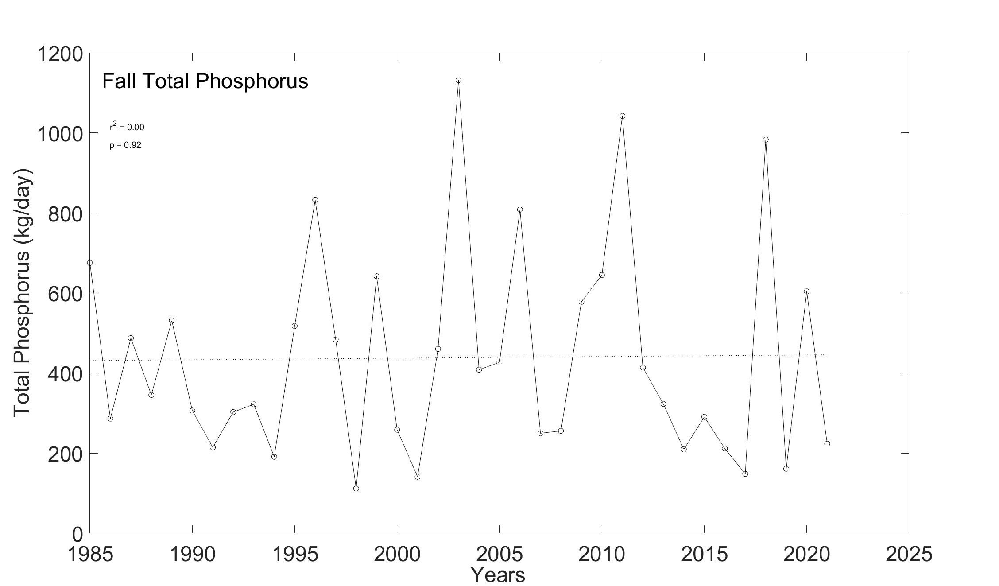 1200
Fall Total Phosphorus
r2 = 0.00
1000
p = 0.92
800
600
400
200
0
Total Phosphorus (kg/day)
1985 1990 1995 2000 2005 2010 2015 2020 2025
Years